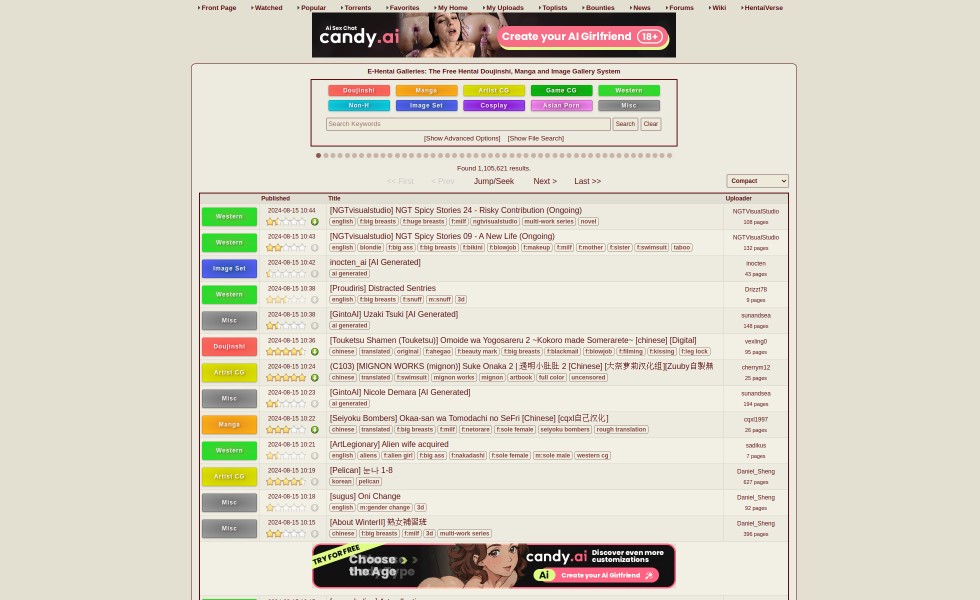 Front Page Watched Popular Torrents Favorites My Home My Uploads Toplists Bounties News Forums Wiki HentaiVerse
AI Sex Chat
candy.ai
Create your AI Girlfriend 18+
E-Hentai Galleries: The Free Hentai Doujinshi, Manga and Image Gallery System
Doujinshi Manga Artist CG Game CG Western
Non-H Image Set Cosplay Asian Porn Misc
Search Keywords Search Clear
[Show Advanced Options] [Show File Search]
Found 1,105,621 results.
<< First < Prev Jump/Seek Next > Last >> Compact
Published Title Uploader
Western 2024-08-15 10:44 [NGTVisualstudio] NGT Spicy Stories 24 - Risky Contribution (Ongoing) NGTVisualStudio
english f:big breasts f:huge breasts f:milf ngtvisualstudio multi-work series novel 108 pages
Western 2024-08-15 10:43 [NGTVisualstudio] NGT Spicy Stories 09 - A New Life (Ongoing) NGTVisualStudio
english blondie f:big ass f:big breasts f:bikini f:blowjob f:makeup f:milf f:mother f:sister f:swimsuit taboo 132 pages
Image Set 2024-08-15 10:42 inocten_ai [AI Generated] inocten
ai generated 43 pages
Western 2024-08-15 10:38 [Proudiris] Distracted Sentries Drizzt78
english f:big breasts f:snuff m:snuff 3d 9 pages
Misc 2024-08-15 10:38 [GintoAI] Uzaki Tsuki [AI Generated] sunandsea
ai generated 148 pages
Doujinshi 2024-08-15 10:36 [Touketsu Shamen (Touketsu)] Omoide wa Yogosareru 2 ~Kokoro made Somerarete~ [chinese] [Digital] vexling0
chinese translated original f:ahegao f:beauty mark f:big breasts f:blackmail f:blowjob f:filming f:kissing f:leg lock 95 pages
Artist CG 2024-08-15 10:24 (C103) [MIGNON WORKS (mignon)] Suke Onaka 2 | 透明小肚肚 2 [Chinese] [大奈萝莉汉化组][Zuuby自製無 cherrym12
chinese translated f:swimsuit mignon works mignon artbook full color uncensored 25 pages
Misc 2024-08-15 10:23 [GintoAI] Nicole Demara [AI Generated] sunandsea
ai generated 194 pages
Manga 2024-08-15 10:22 [Seiyoku Bombers] Okaa-san wa Tomodachi no SeFri [Chinese] [cqxl自己汉化] cqxl1997
chinese translated f:big breasts f:milf f:netorare f:sole female seiyoku bombers rough translation 26 pages
Western 2024-08-15 10:21 [ArtLegionary] Alien wife acquired sadikus
english aliens f:alien girl f:big ass f:nakadashi f:sole female m:sole male western cg 7 pages
Artist CG 2024-08-15 10:19 [Pelican] 눈나 1-8 Daniel_Sheng
korean pelican 627 pages
Misc 2024-08-15 10:18 [sugus] Oni Change Daniel_Sheng
english m:gender change 3d 92 pages
Misc 2024-08-15 10:15 [About WinterII] 熟女補習班 Daniel_Sheng
chinese f:big breasts f:milf 3d multi-work series 396 pages
TRY FOR FREE
Choose
the Age
candy.ai Discover even more
customizations
Ai Create your AI Girlfriend